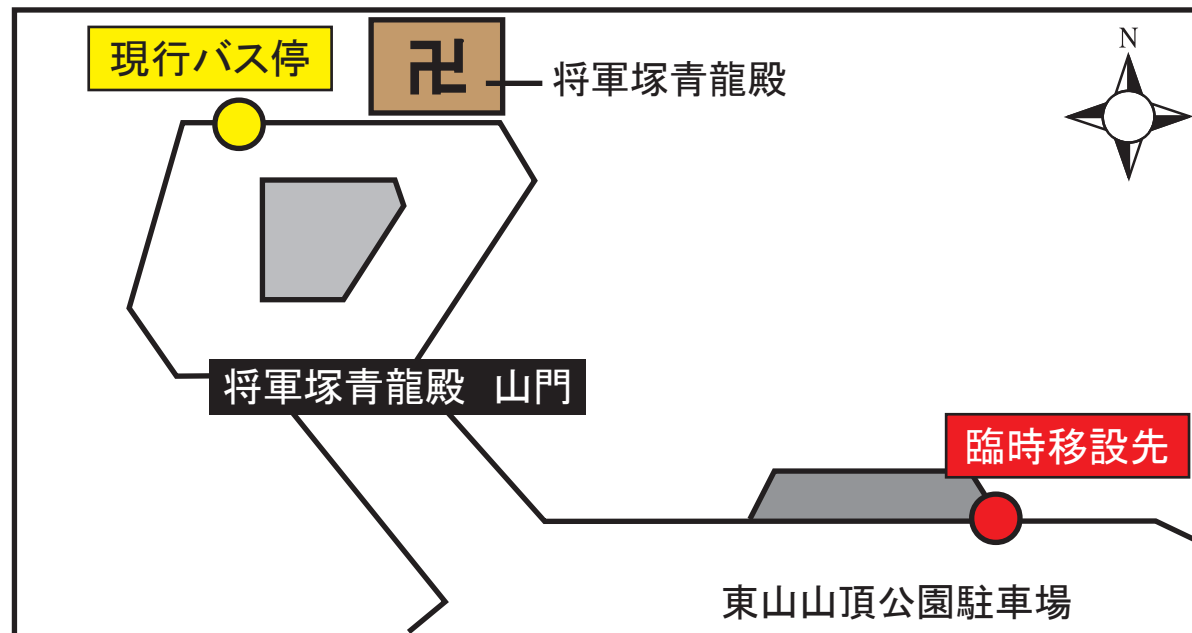 現行バス停
卍
将軍塚青龍殿
N
将軍塚青龍殿　山門
臨時移設先
東山山頂公園駐車場